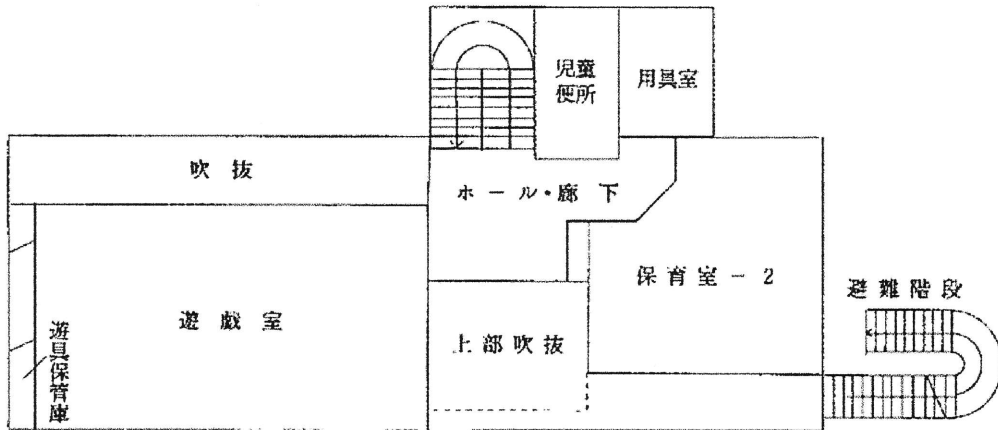 児童
便所
用具室
吹抜
ホール・廊下
保育室－2
避難階段
遊戯室
上部吹抜
遊具保管庫